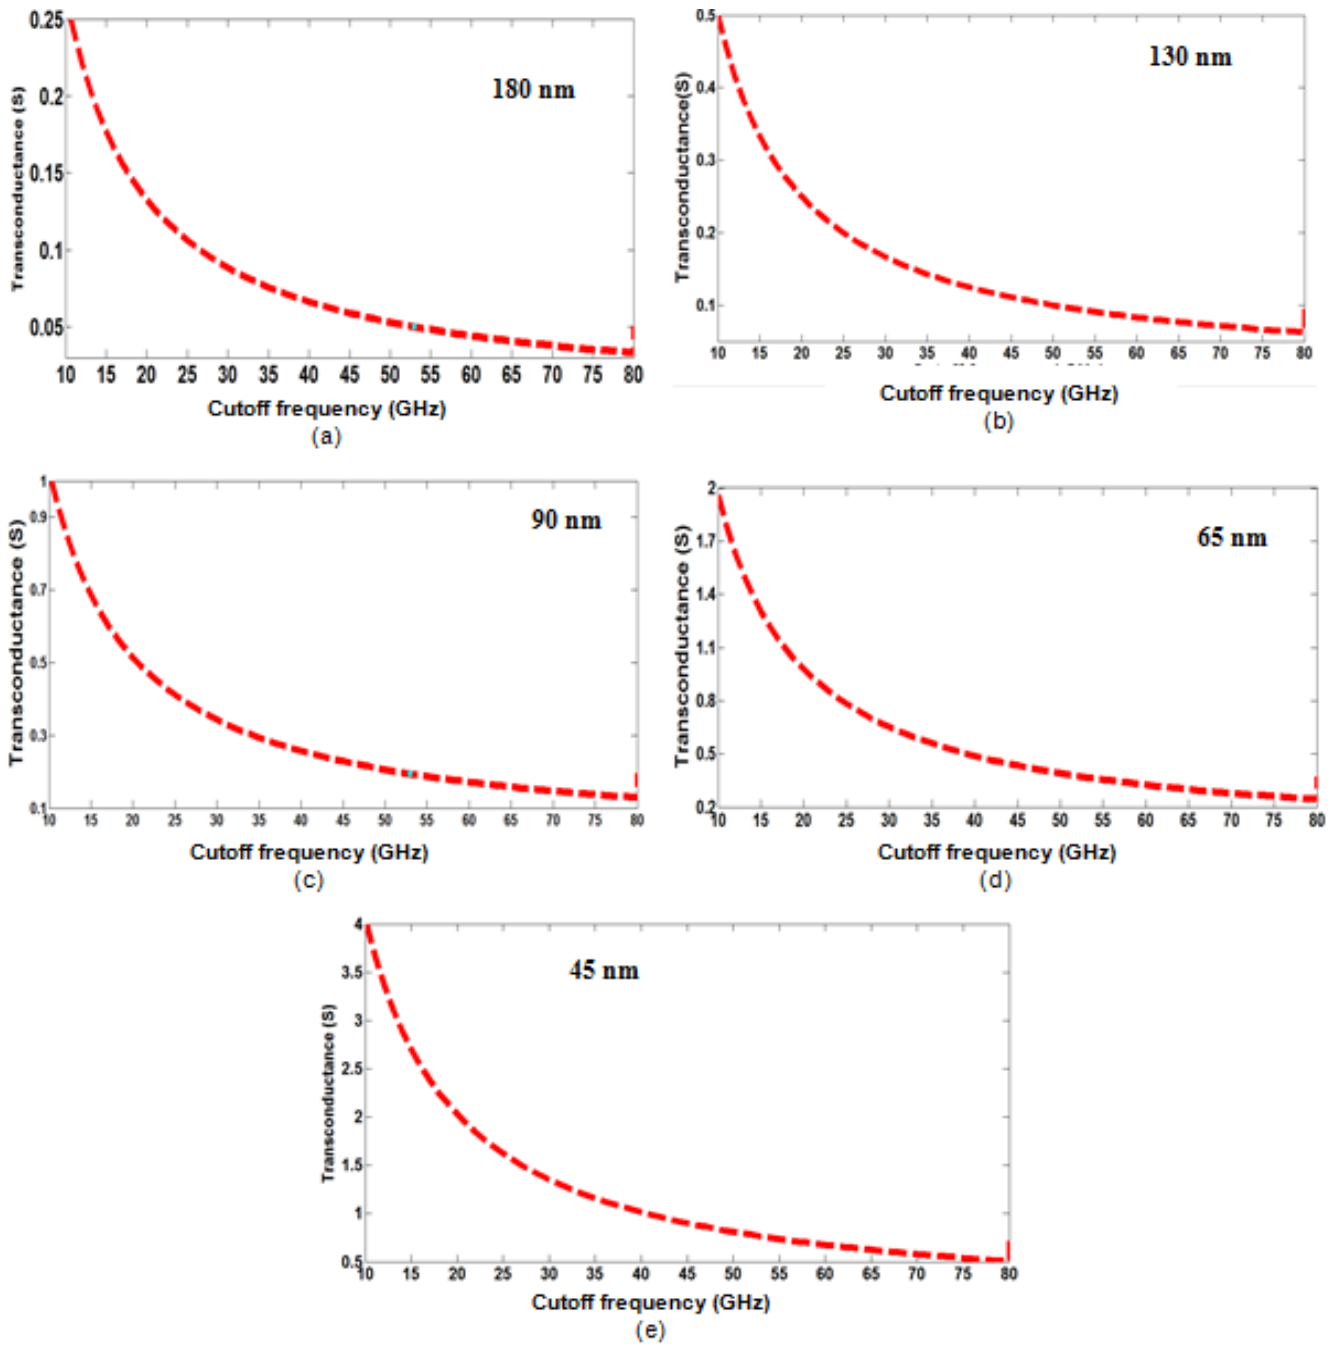 180 nm
Transconductance (S)
0.25
0.2
0.15
0.1
0.05
10 15 20 25 30 35 40 45 50 55 60 65 70 75 80
Cutoff frequency (GHz)
(a)
130 nm
Transconductance(S)
0.5
0.4
0.3
0.2
0.1
10 15 20 25 30 35 40 45 50 55 60 65 70 75 80
Cutoff frequency (GHz)
(b)
90 nm
Transconductance (S)
1
0.9
0.7
0.5
0.3
0.1
10 15 20 25 30 35 40 45 50 55 60 65 70 75 80
Cutoff frequency (GHz)
(c)
65 nm
Transconductance (S)
2
1.7
1.4
1.1
0.8
0.5
0.2
10 15 20 25 30 35 40 45 50 55 60 65 70 75 80
Cutoff frequency (GHz)
(d)
45 nm
Transconductance (S)
4
3.5
3
2.5
2
1.5
1
0.5
10 15 20 25 30 35 40 45 50 55 60 65 70 75 80
Cutoff frequency (GHz)
(e)